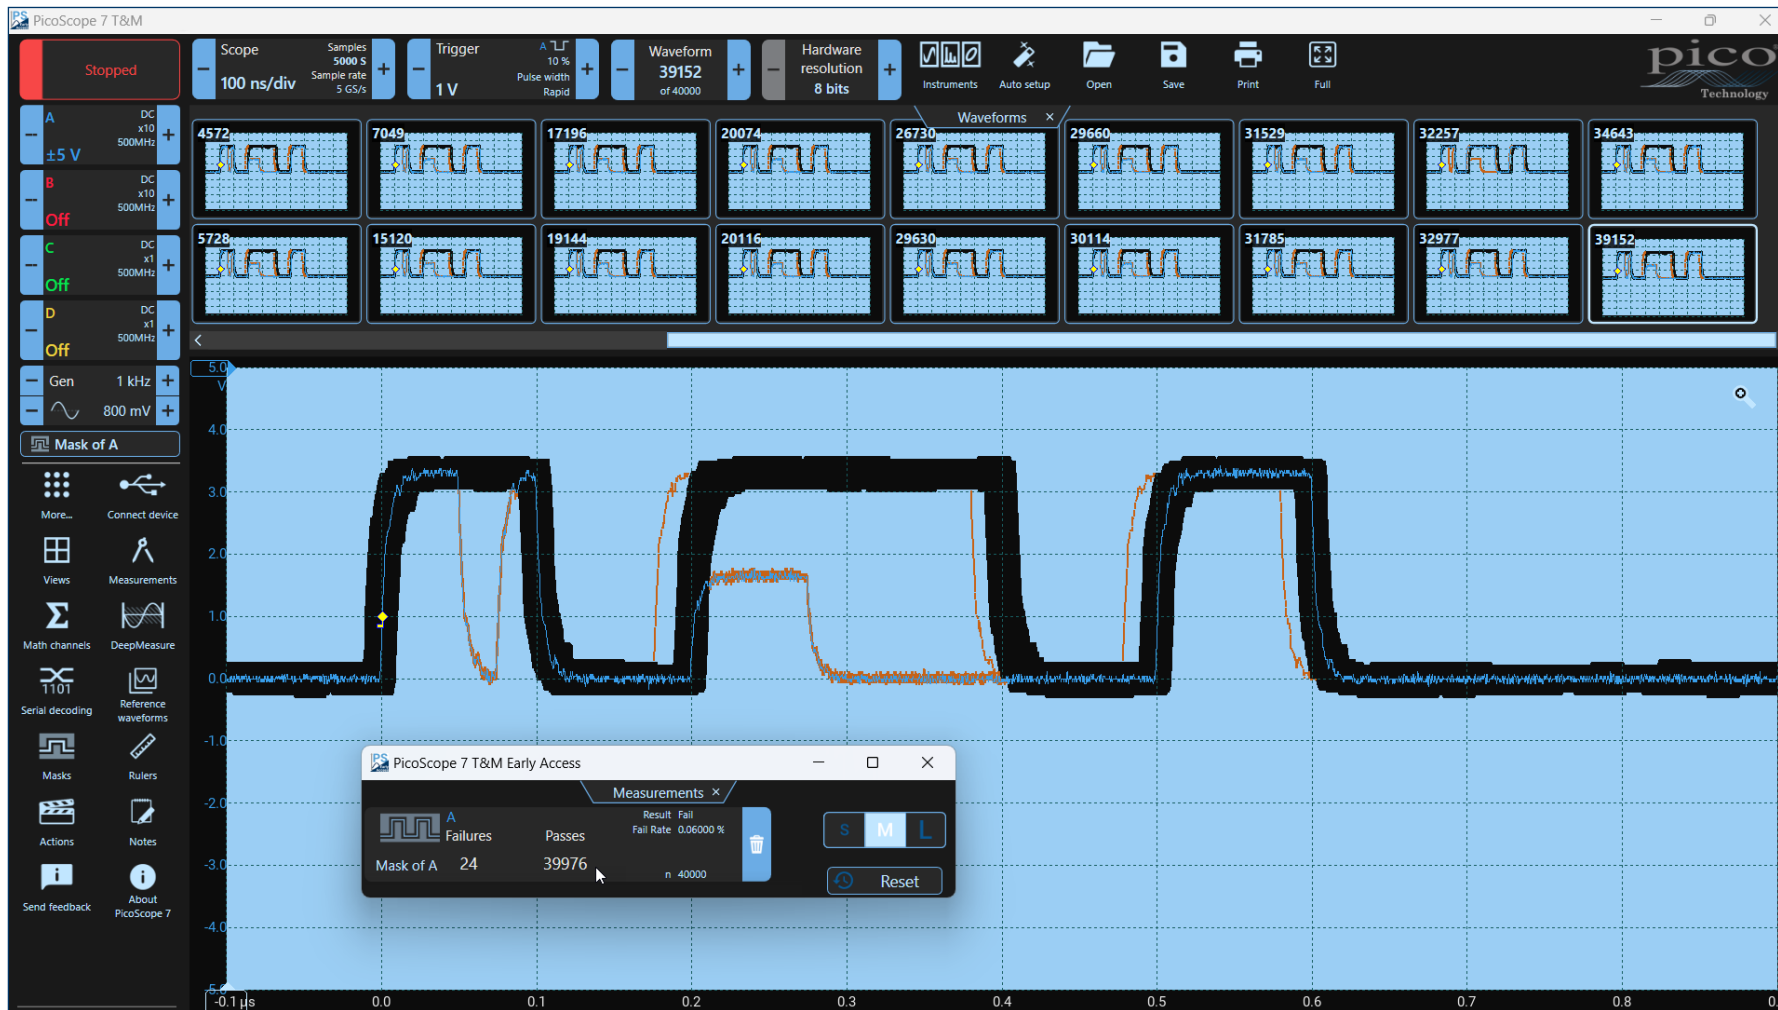 PicoScope 7 T&M
Stopped
Scope
100 ns/div
Samples
5000 S
Sample rate
5 GS/s
Trigger
1 V
A
10 %
Pulse width
Rapid
Waveform
39152
of 40000
Hardware
resolution
8 bits
Instruments
Auto setup
Open
Save
Print
Full
pico
Technology
A
DC
x10
500MHz
±5 V
B
DC
x10
500MHz
Off
C
DC
x1
500MHz
Off
D
DC
x1
500MHz
Off
Gen
1 kHz
800 mV
Mask of A
More...
Connect device
Views
Measurements
Math channels
DeepMeasure
1101
Serial decoding
Reference
waveforms
Masks
Rulers
Actions
Notes
Send feedback
About
PicoScope 7
Waveforms
4572
7049
17196
20074
26730
29660
31529
32257
34643
5728
15120
19144
20116
29630
30114
31785
32977
39152
5.0
V
4.0
3.0
2.0
1.0
0.0
-1.0
-2.0
-3.0
-4.0
-5.0
-0.1 µs
0.0
0.1
0.2
0.3
0.4
0.5
0.6
0.7
0.8
PicoScope 7 T&M Early Access
Measurements
A
Failures
Passes
Result Fail
Fail Rate 0.06000 %
Mask of A
24
39976
n 40000
S
M
L
Reset